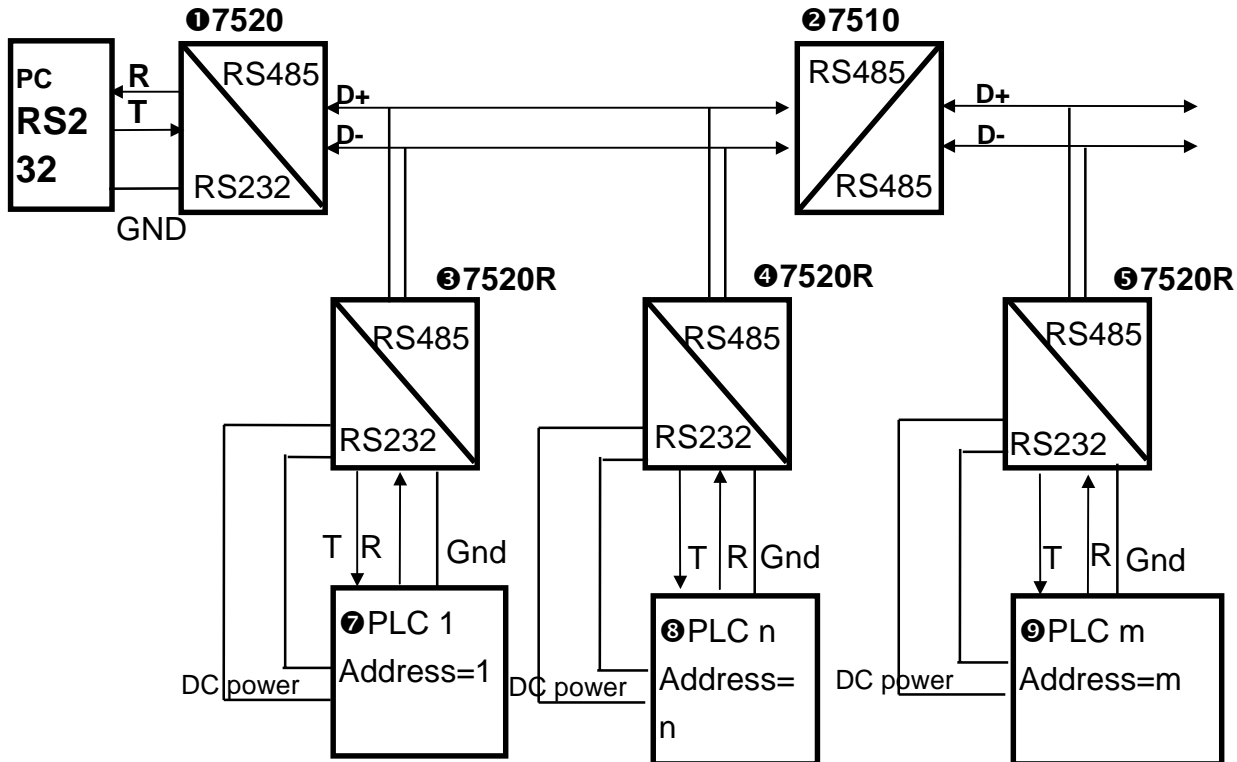 ❶7520
❷7510
PC
RS2
32
R
T
GND
RS485
RS232
D+
D-
RS485
RS485
D+
D-
❸7520R
❹7520R
❺7520R
RS485
RS232
RS485
RS232
RS485
RS232
T R
Gnd
T R Gnd
T R Gnd
❼PLC 1
Address=1
DC power
❽PLC n
Address=
n
DC power
❾PLC m
Address=m
DC power